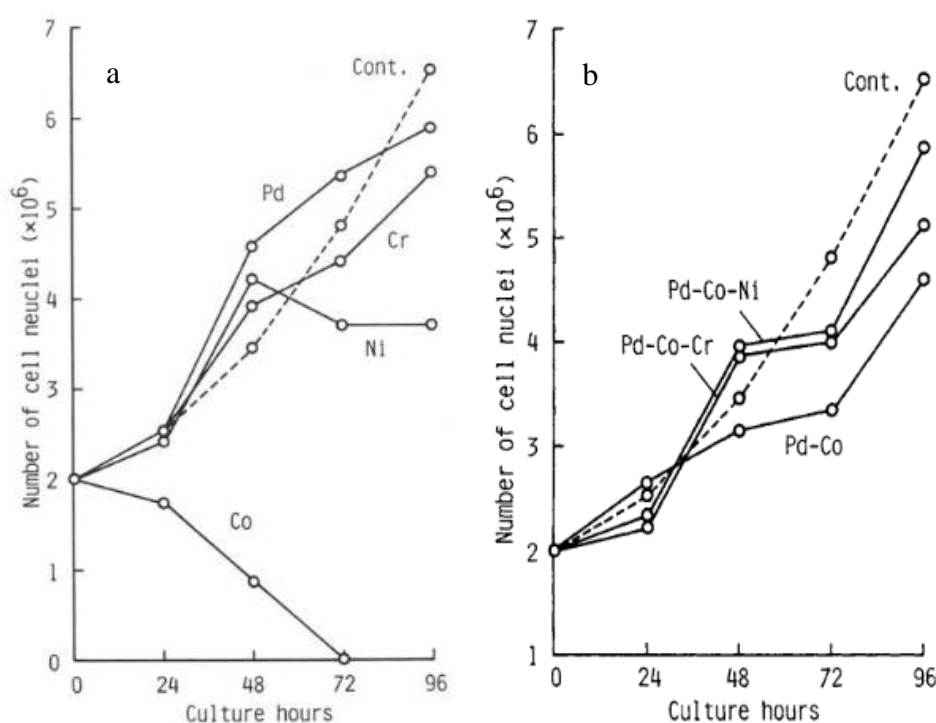 a
Number of cell neuclei (×10⁶)
7
6
5
4
3
2
1
0
Cont.
Pd
Cr
Ni
Co
0 24 48 72 96
Culture hours
b
Number of cell nuclei (×10⁶)
7
6
5
4
3
2
1
Cont.
Pd-Co-Ni
Pd-Co-Cr
Pd-Co
0 24 48 72 96
Culture hours